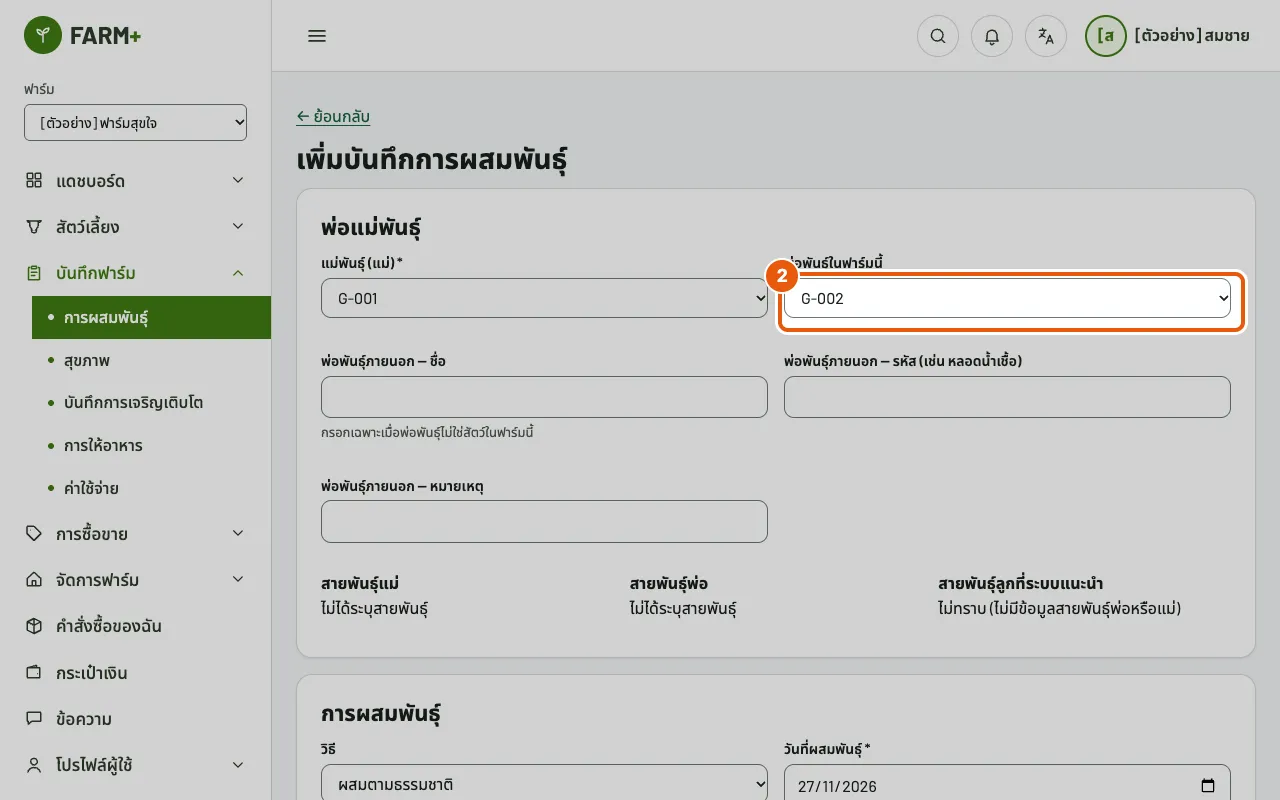 FARM+
[ส
[ตัวอย่าง] สมชาย
ฟาร์ม
[ตัวอย่าง] ฟาร์มสุขใจ
แดชบอร์ด
สัตว์เลี้ยง
บันทึกฟาร์ม
การผสมพันธุ์
สุขภาพ
บันทึกการเจริญเติบโต
การให้อาหาร
ค่าใช้จ่าย
การซื้อขาย
จัดการฟาร์ม
คำสั่งซื้อของฉัน
กระเป๋าเงิน
ข้อความ
โปรไฟล์ผู้ใช้
← ย้อนกลับ
เพิ่มบันทึกการผสมพันธุ์
พ่อแม่พันธุ์
แม่พันธุ์ (แม่) *
พ่อพันธุ์ในฟาร์มนี้
2
G-001
G-002
พ่อพันธุ์ภายนอก – ชื่อ
พ่อพันธุ์ภายนอก – รหัส (เช่น หลอดน้ำเชื้อ)
กรอกเฉพาะเมื่อพ่อพันธุ์ไม่ใช่สัตว์ในฟาร์มนี้
พ่อพันธุ์ภายนอก – หมายเหตุ
สายพันธุ์แม่
สายพันธุ์พ่อ
สายพันธุ์ลูกที่ระบบแนะนำ
ไม่ได้ระบุสายพันธุ์
ไม่ได้ระบุสายพันธุ์
ไม่ทราบ (ไม่มีข้อมูลสายพันธุ์พ่อหรือแม่)
การผสมพันธุ์
วิธี
วันที่ผสมพันธุ์ *
ผสมตามธรรมชาติ
27/11/2026